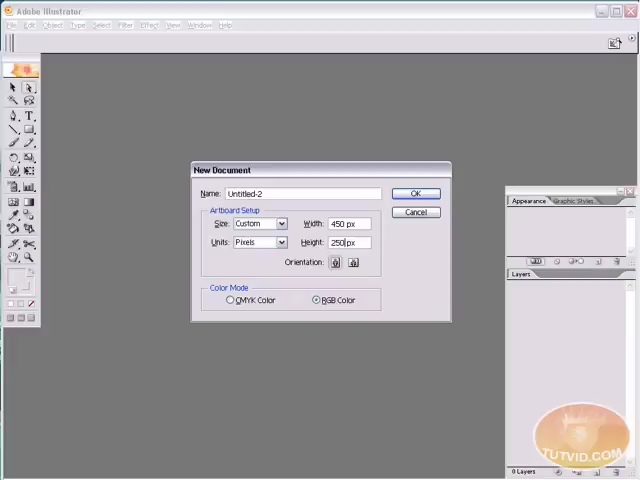 Adobe Illustrator
File Edit Object Type Select Filter Effect View Window Help
New Document
Name: Untitled-2
OK
Artboard Setup
Cancel
Size: Custom
Width: 450 px
Units: Pixels
Height: 250 px
Orientation:
Color Mode
CMYK Color
RGB Color
Appearance
Graphic Styles
Layers
0 Layers
TUTVID.COM